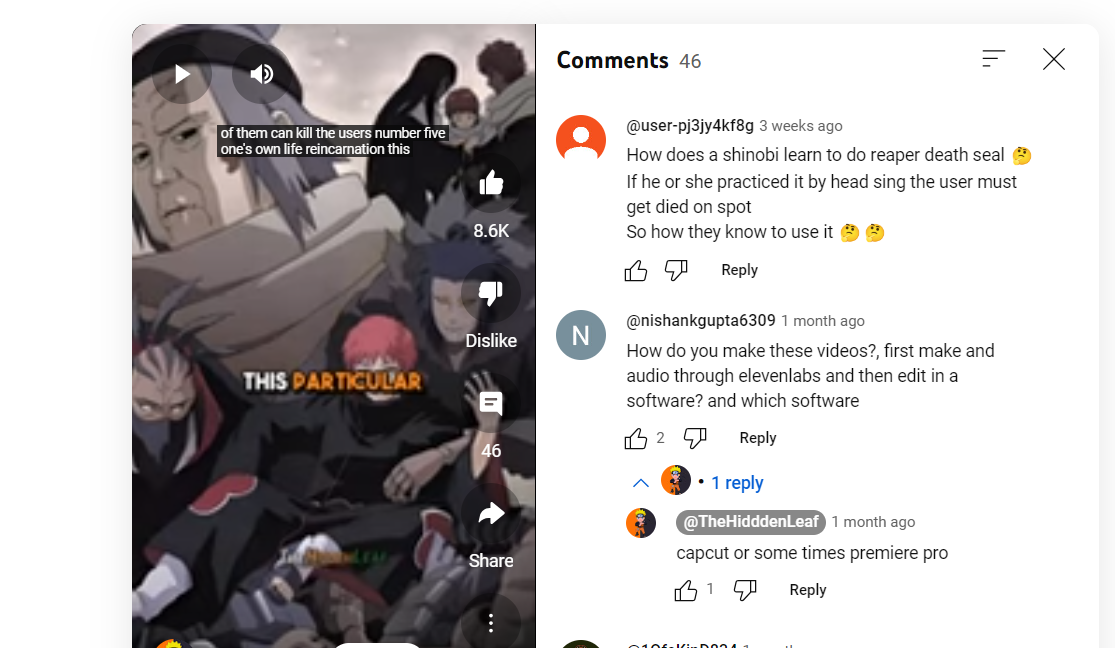 of them can kill the users number five
one's own life reincarnation this
8.6K
Dislike
THIS PARTICULAR
46
Share
Comments 46
@user-pj3jy4kf8g 3 weeks ago
How does a shinobi learn to do reaper death seal 🤔
If he or she practiced it by head sing the user must
get died on spot
So how they know to use it 🤔 🤔
Reply
N
@nishankgupta6309 1 month ago
How do you make these videos?, first make and
audio through elevenlabs and then edit in a
software? and which software
2 Reply
• 1 reply
@TheHidddenLeaf 1 month ago
capcut or some times premiere pro
1 Reply